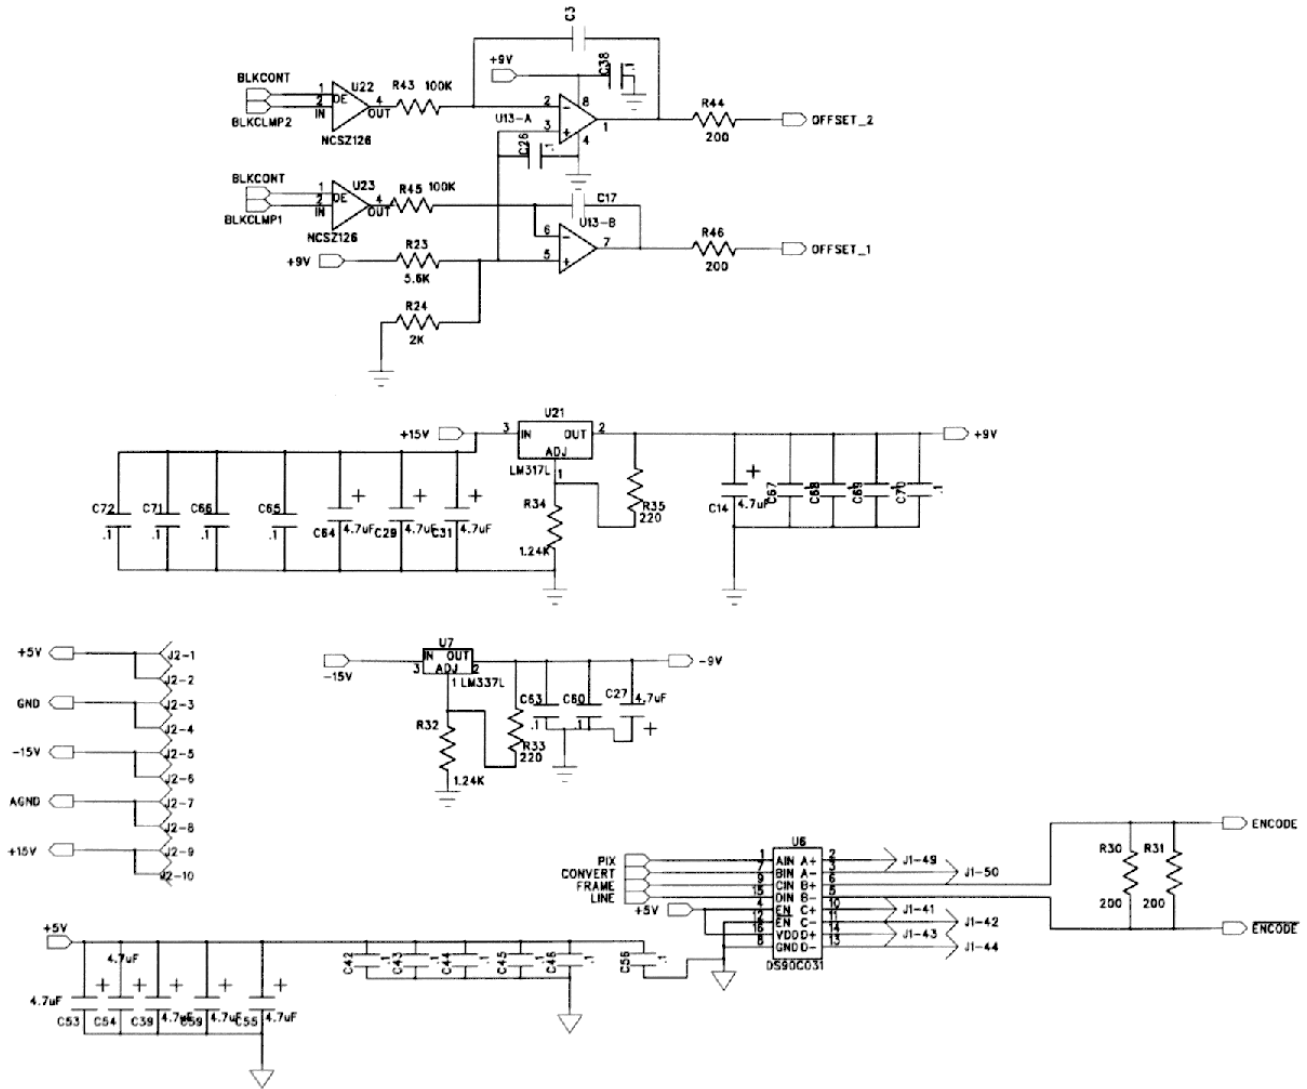 C3
+9V
C38
.1
BLKCONT
1
2
OE
IN
U22
4
OUT
R43 100K
BLKCLMP2
NCSZ126
2
3
8
4
1
U13-A
C26
.1
R44
200
OFFSET_2
BLKCONT
1
2
OE
IN
U23
4
OUT
R45 100K
BLKCLMP1
NCSZ126
C17
U13-B
6
5
7
R46
200
OFFSET_1
+9V
R23
5.6K
R24
2K
+15V
3
U21
IN OUT
ADJ
2
LM317L
1
+9V
C72
.1
C71
.1
C66
.1
C65
.1
C64
4.7uF
C29
4.7uF
C31
R34
1.24K
R35
220
C14
4.7uF
C67
C68
C69
C70
.1
+5V
GND
-15V
AGND
+15V
J2-1
J2-2
J2-3
J2-4
J2-5
J2-6
J2-7
J2-8
J2-9
J2-10
-15V
3
U7
IN OUT
ADJ
2
1 LM337L
-9V
R32
1.24K
R33
220
C63
.1
C60
.1
C27
4.7uF
PIX
CONVERT
FRAME
LINE
+5V
U6
1
7
9
15
4
12
16
8
AIN A+
BIN A-
CIN B+
DIN B-
EN C+
EN C-
VDD D+
GND D-
2
3
6
5
10
11
14
13
DS90C031
J1-49
J1-50
J1-41
J1-42
J1-43
J1-44
R30
200
R31
200
ENCODE
ENCODE
+5V
4.7uF
4.7uF
C53
C54
C39
4.7uF
C59
4.7uF
C55
4.7uF
C42
.1
C43
.1
C44
.1
C45
.1
C46
.1
C56
.1